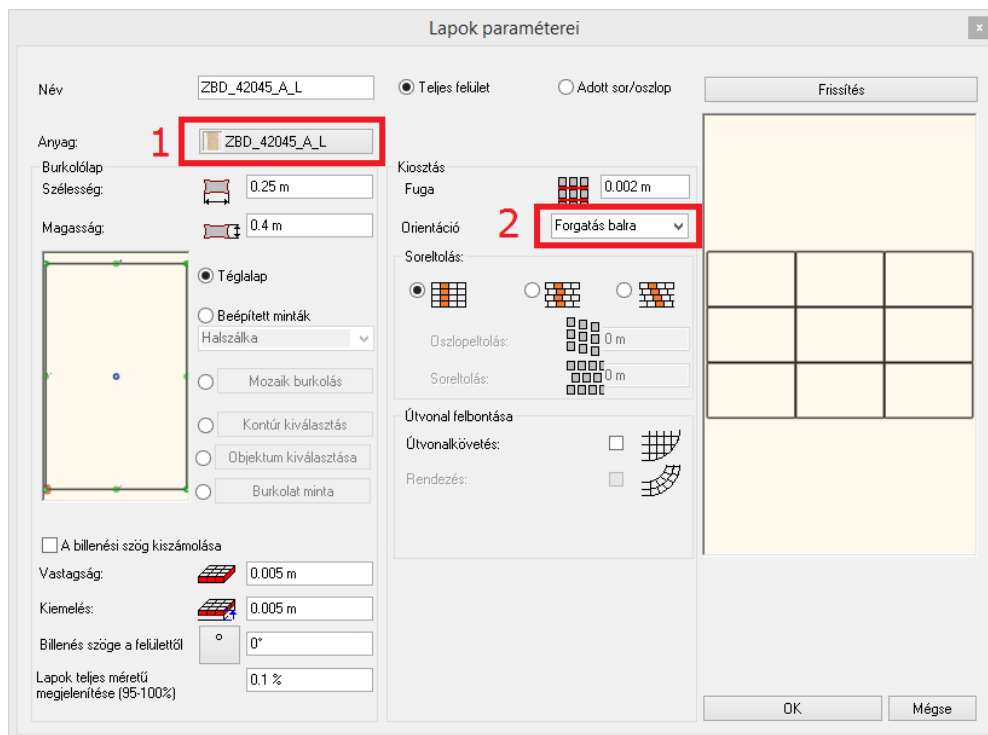 Lapok paraméterei
x
Név
ZBD_42045_A_L
Teljes felület
Adott sor/oszlop
Frissítés
Anyag:
1
ZBD_42045_A_L
Burkolólap
Szélesség:
0.25 m
Magasság:
0.4 m
Téglalap
Beépített minták
Halszálka
Mozaik burkolás
Kontúr kiválasztás
Objektum kiválasztása
Burkolat minta
A billenési szög kiszámolása
Vastagság:
0.005 m
Kiemelés:
0.005 m
Billenés szöge a felülettől
°
0°
Lapok teljes méretű
megjelenítése (95-100%)
0.1 %
Kiosztás
Fuga
0.002 m
Orientáció
2
Forgatás balra
Soreltolás:
Oszlopeltolás:
0 m
Soreltolás:
0 m
Útvonal felbontása
Útvonalkövetés:
Rendezés:
OK
Mégse